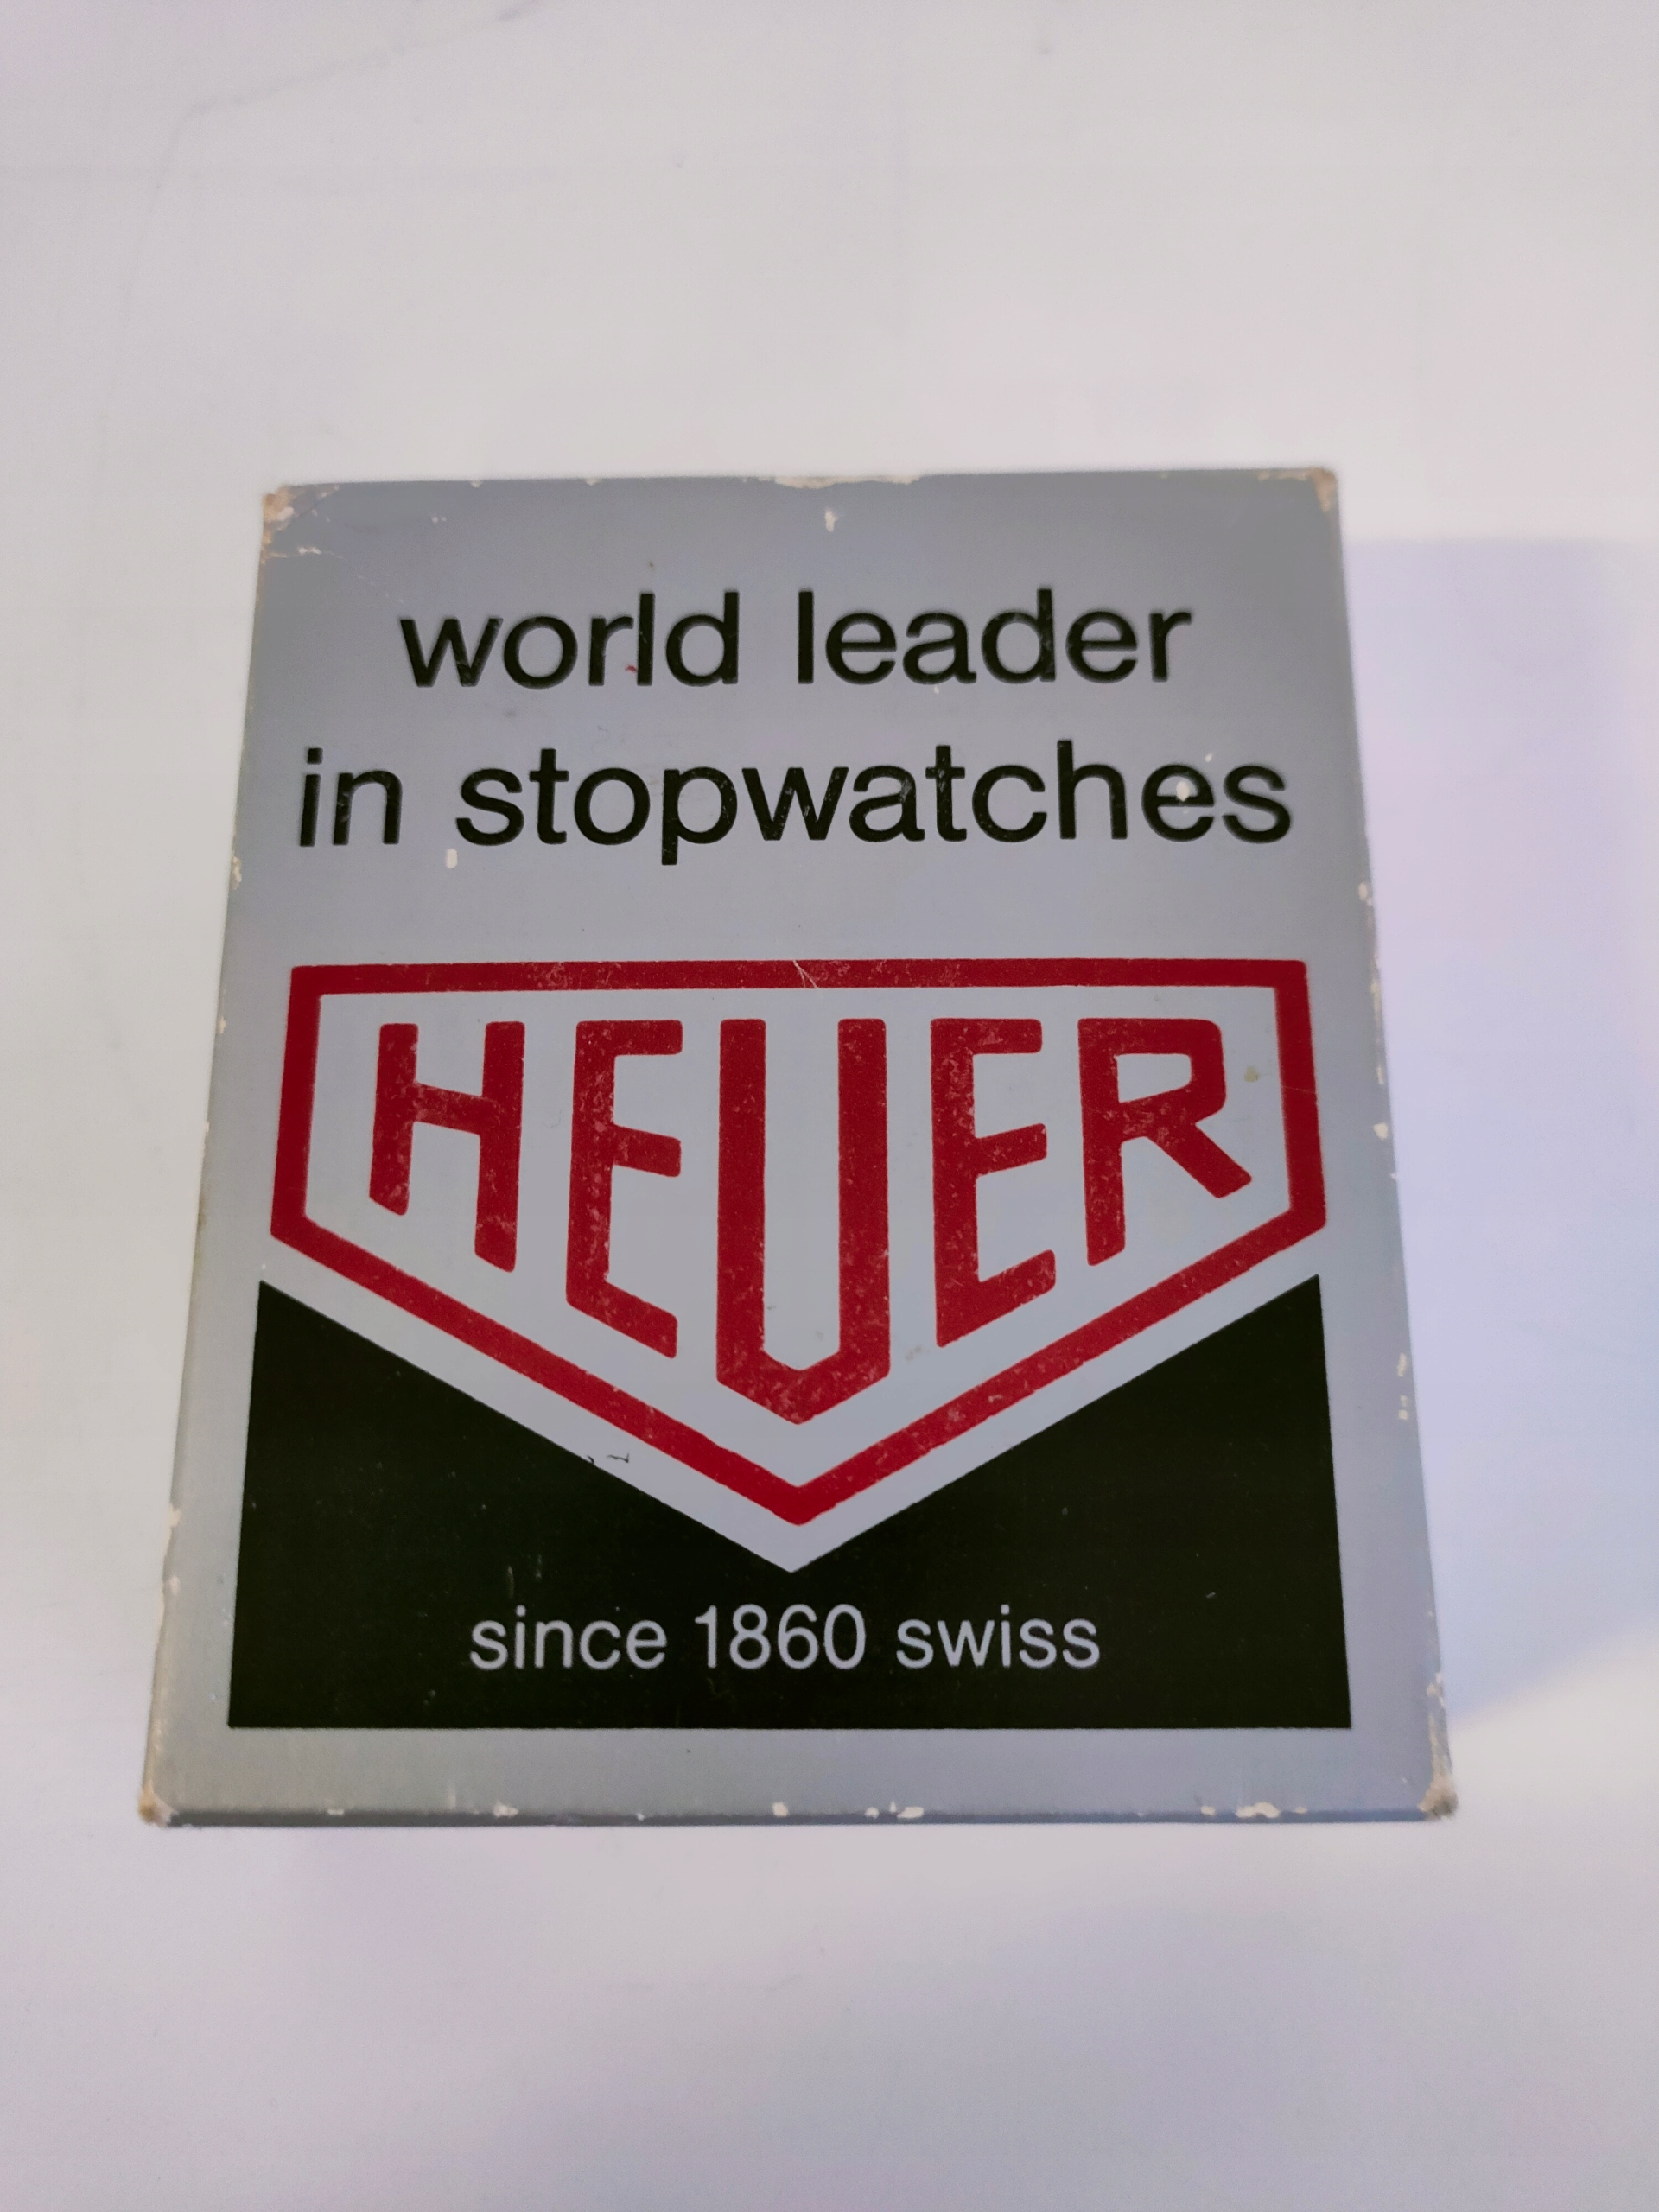 world leader
in stopwatches
HEUER
since 1860 swiss